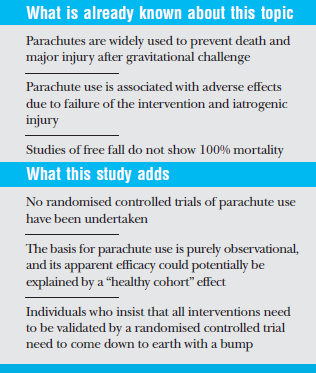 What is already known about this topic
Parachutes are widely used to prevent death and
major injury after gravitational challenge
Parachute use is associated with adverse effects
due to failure of the intervention and iatrogenic
injury
Studies of free fall do not show 100% mortality
What this study adds
No randomised controlled trials of parachute use
have been undertaken
The basis for parachute use is purely observational,
and its apparent efficacy could potentially be
explained by a “healthy cohort” effect
Individuals who insist that all interventions need
to be validated by a randomised controlled trial
need to come down to earth with a bump